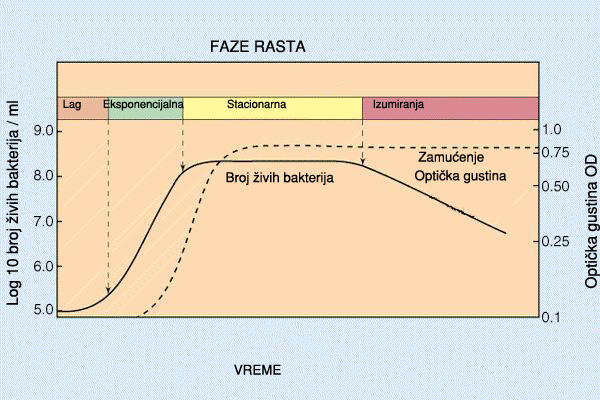 FAZE RASTA
Lag Eksponencijalna Stacionarna Izumiranja
Log 10 broj živih bakterija / ml
9.0
8.0
7.0
6.0
5.0
Zamućenje
Optička gustina
Broj živih bakterija
1.0
0.75
0.50
0.25
0.1
Optička gustina OD
VREME